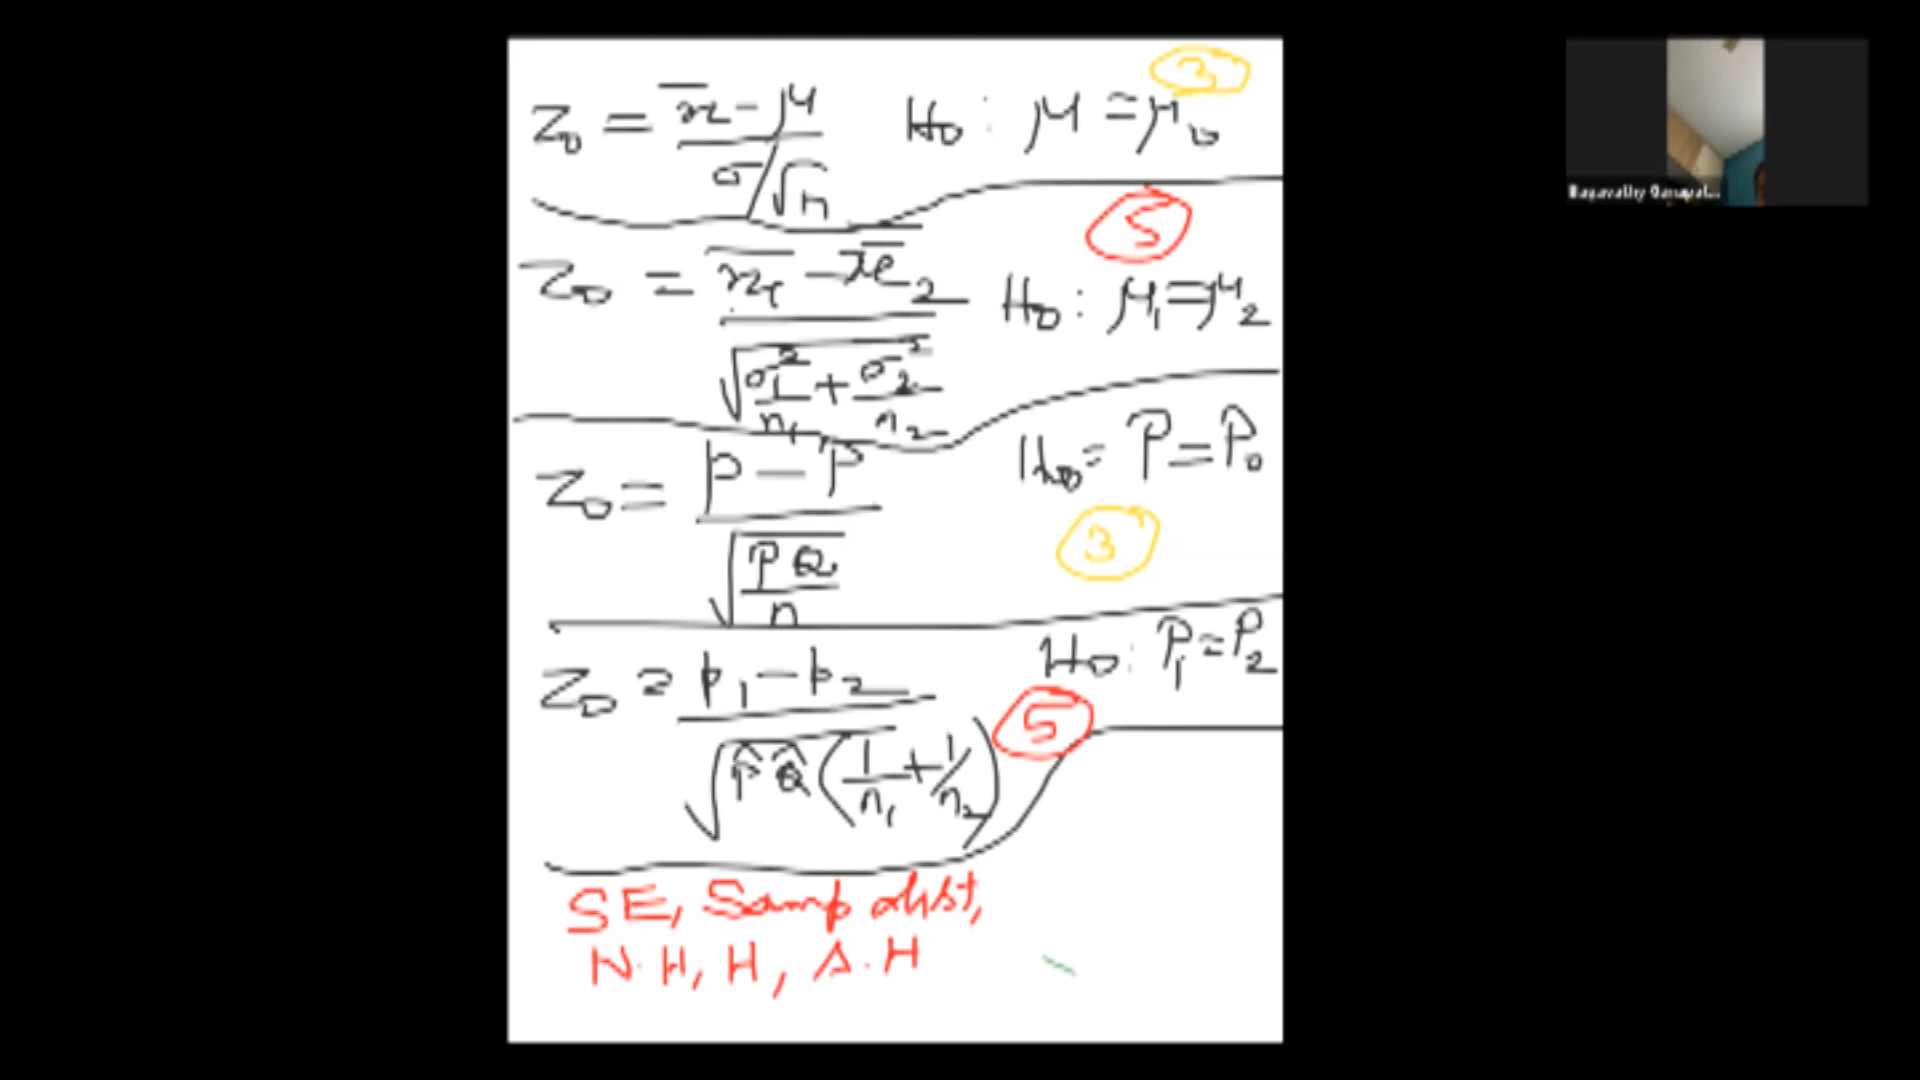 3
Z₀ = (x̄ - μ) / (σ/√n)   H₀ : μ = μ₀
5
Z₀ = (x̄₁ - x̄₂) / √(σ₁²/n₁ + σ₂²/n₂)   H₀ : μ₁ = μ₂
Z₀ = (p - P) / √(PQ/n)   H₀ = P = P₀
3
Z₀ = (p₁ - p₂) / √(P̂Q̂(1/n₁ + 1/n₂))   H₀ : P₁ = P₂
5
SE, Samp dist,
N.H, H, A.H